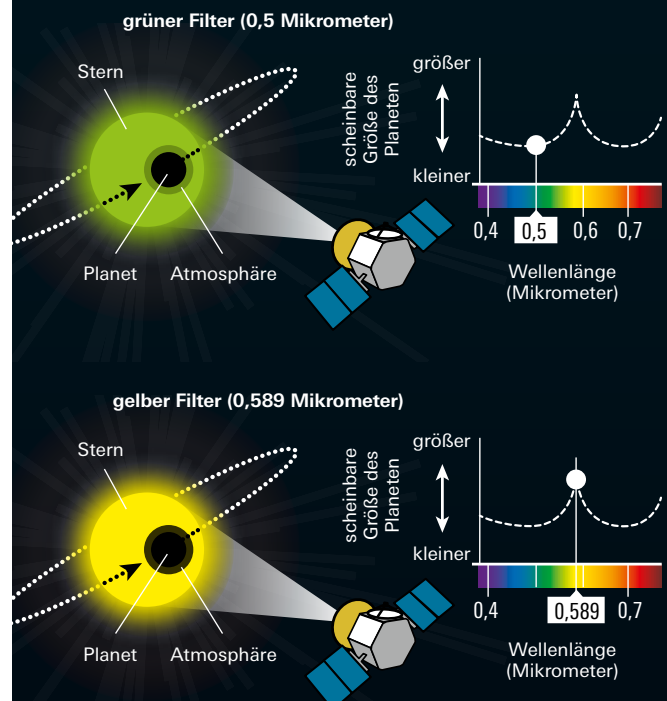 grüner Filter (0,5 Mikrometer)
Stern
Planet
Atmosphäre
scheinbare
Größe des
Planeten
größer
kleiner
0,4
0,5
0,6
0,7
Wellenlänge
(Mikrometer)
gelber Filter (0,589 Mikrometer)
Stern
Planet
Atmosphäre
scheinbare
Größe des
Planeten
größer
kleiner
0,4
0,589
0,7
Wellenlänge
(Mikrometer)